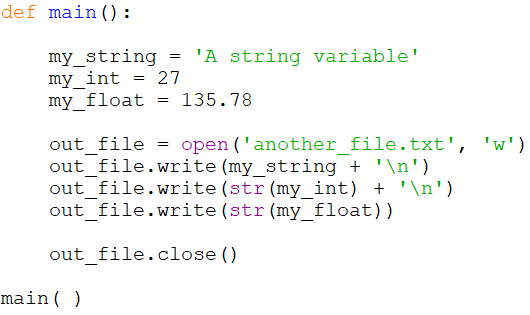 def main():
my_string = 'A string variable'
my_int = 27
my_float = 135.78
out_file = open('another_file.txt', 'w')
out_file.write(my_string + '\n')
out_file.write(str(my_int) + '\n')
out_file.write(str(my_float))
out_file.close()
main( )